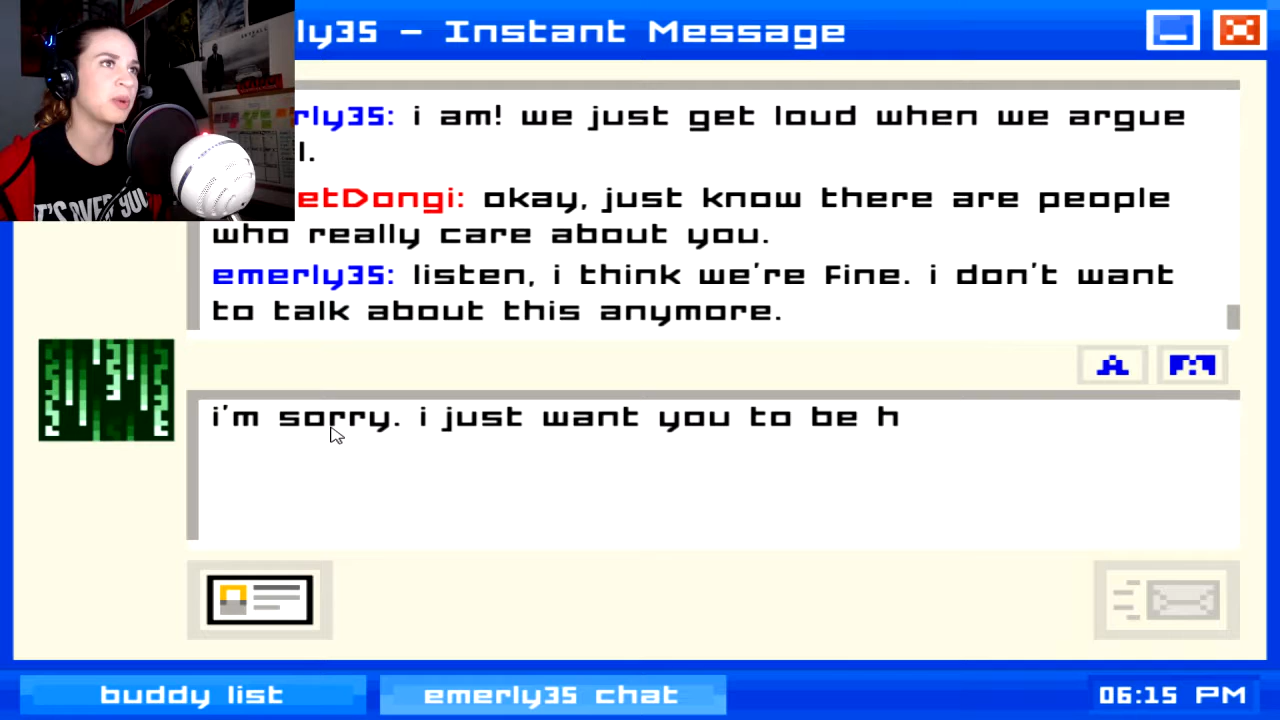 ly35 - Instant Message
rly35: i am! we just get loud when we argue
l.
etDongi: okay, just know there are people
who really care about you.
emerly35: listen, i think we're fine. i don't want
to talk about this anymore.
A
i'm sorry. i just want you to be h
buddy list
emerly35 chat
06:15 PM